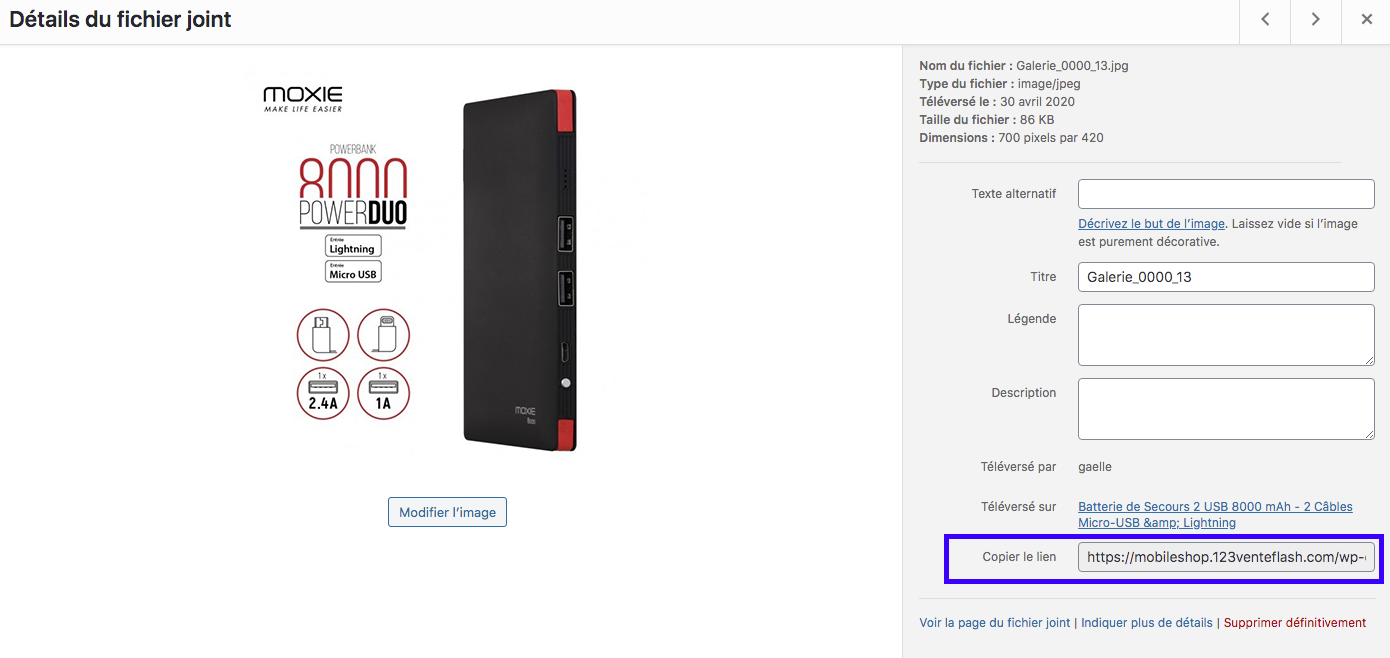 Détails du fichier joint
MOXIE
MAKE LIFE EASIER
POWERBANK
8000
POWERDUO
Entrée
Lightning
Entrée
Micro USB
1x
2.4A
1x
1A
MOXIE
8000
Modifier l’image
Nom du fichier : Galerie_0000_13.jpg
Type du fichier : image/jpeg
Téléversé le : 30 avril 2020
Taille du fichier : 86 KB
Dimensions : 700 pixels par 420
Texte alternatif
Décrivez le but de l’image. Laissez vide si l’image
est purement décorative.
Titre
Galerie_0000_13
Légende
Description
Téléversé par
gaelle
Téléversé sur
Batterie de Secours 2 USB 8000 mAh - 2 Câbles
Micro-USB &amp; Lightning
Copier le lien
https://mobileshop.123venteflash.com/wp-
Voir la page du fichier joint | Indiquer plus de détails | Supprimer définitivement